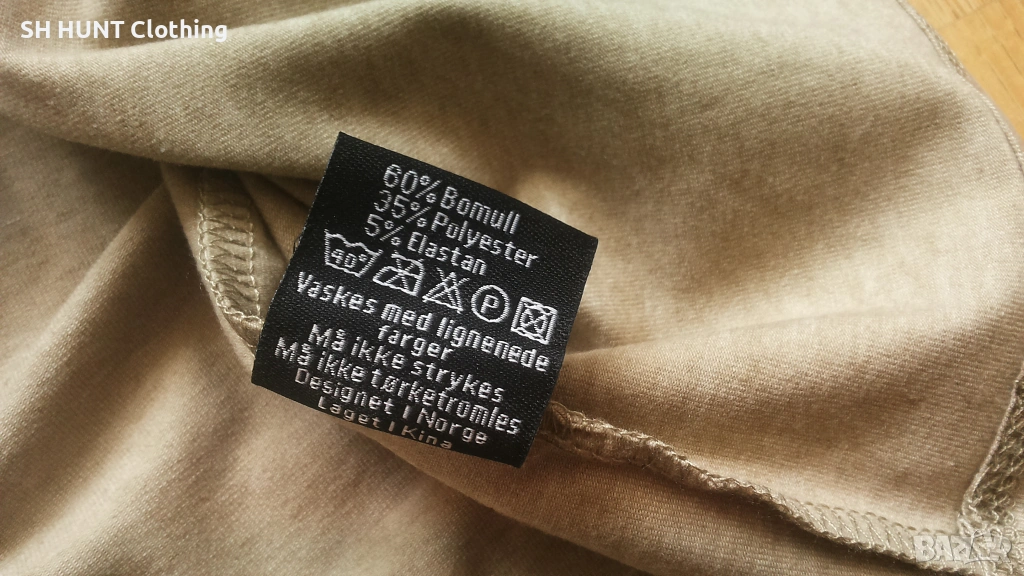 SH HUNT Clothing
60% Bomull
35% Polyester
5% Elastan
40°
P
Vaskes med lignenede
farger
Må ikke strykes
Må ikke tørketromles
Designet i Norge
Laget i Kina
BAZAR